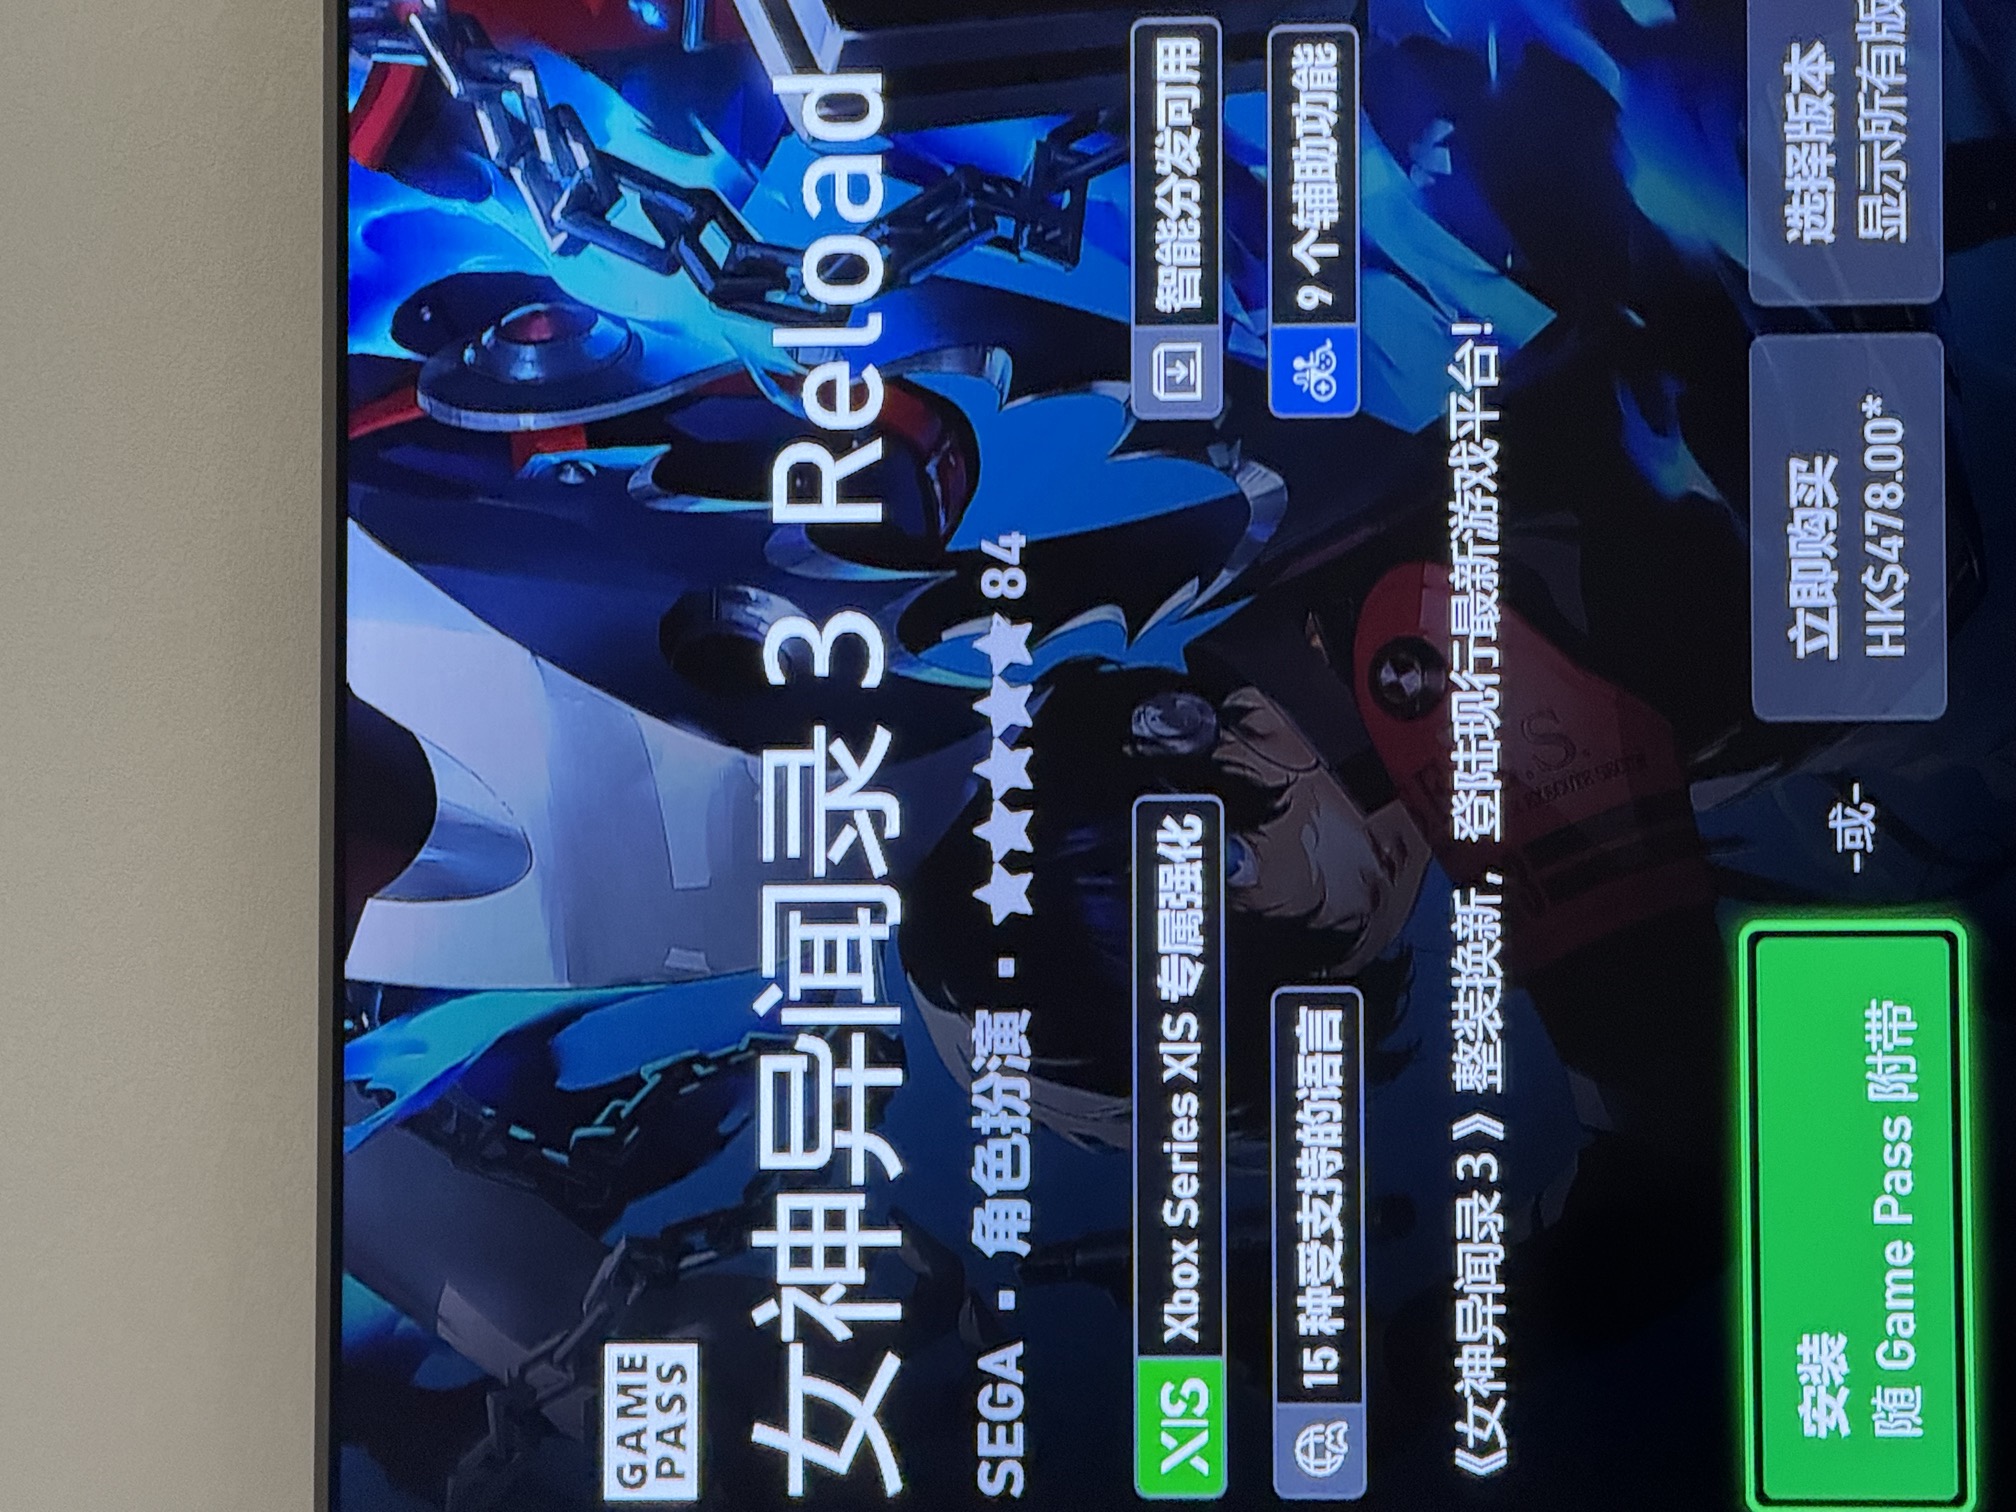 GAME
PASS
女神异闻录 3 Reload
SEGA ▪ 角色扮演 ▪ ★★★★★ 84
X|S Xbox Series X|S 专属强化
智能分发可用
15 种受支持的语言
9 个辅助功能
《女神异闻录 3 》整装换新，登陆现行最新游戏平台！
安装
随 Game Pass 附带
-或-
立即购买
HK$478.00*
选择版本
显示所有版